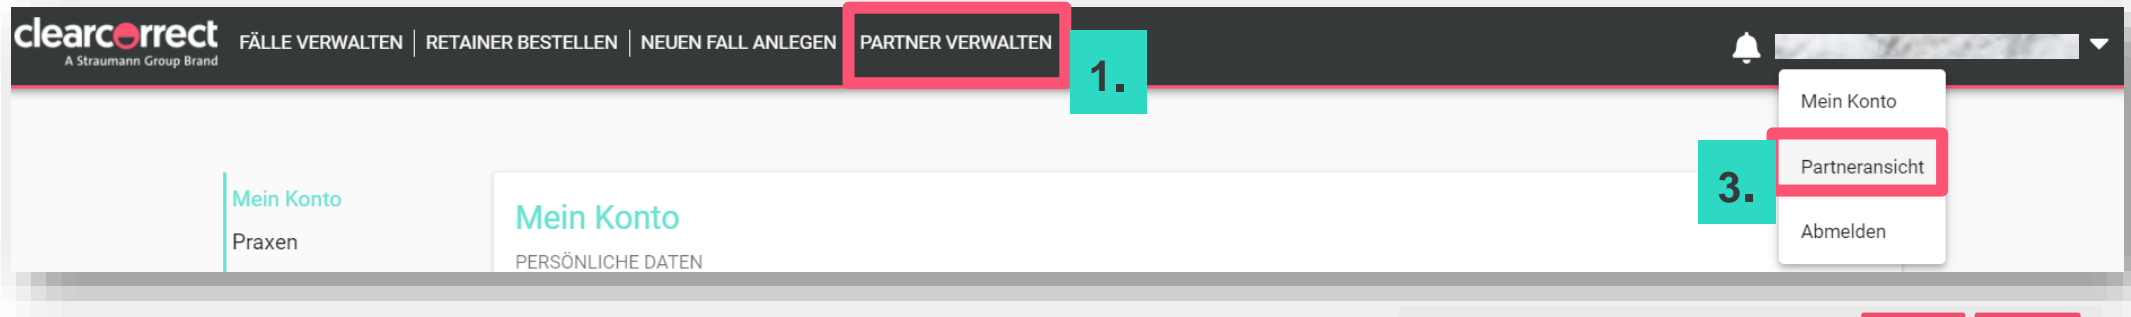 clearcorrect
A Straumann Group Brand
FÄLLE VERWALTEN | RETAINER BESTELLEN | NEUEN FALL ANLEGEN PARTNER VERWALTEN
1.
Mein Konto
Partneransicht
3.
Abmelden
Mein Konto
Praxen
Mein Konto
PERSÖNLICHE DATEN